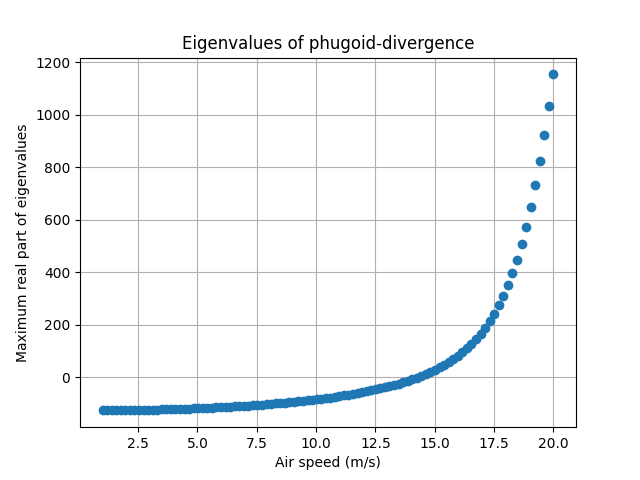 Eigenvalues of phugoid-divergence
Maximum real part of eigenvalues
1200
1000
800
600
400
200
0
2.5 5.0 7.5 10.0 12.5 15.0 17.5 20.0
Air speed (m/s)